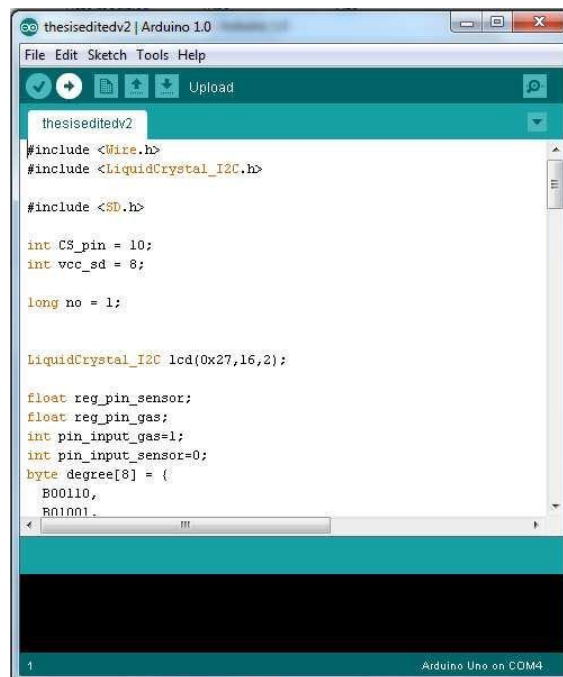 thesiseditedv2 | Arduino 1.0
File Edit Sketch Tools Help
Upload
thesiseditedv2
#include <Wire.h>
#include <LiquidCrystal_I2C.h>
#include <SD.h>
int CS_pin = 10;
int vcc_sd = 8;
long no = 1;
LiquidCrystal_I2C lcd(0x27,16,2);
float reg_pin_sensor;
float reg_pin_gas;
int pin_input_gas=1;
int pin_input_sensor=0;
byte degree[8] = {
B00110,
B01001,
1 Arduino Uno on COM4